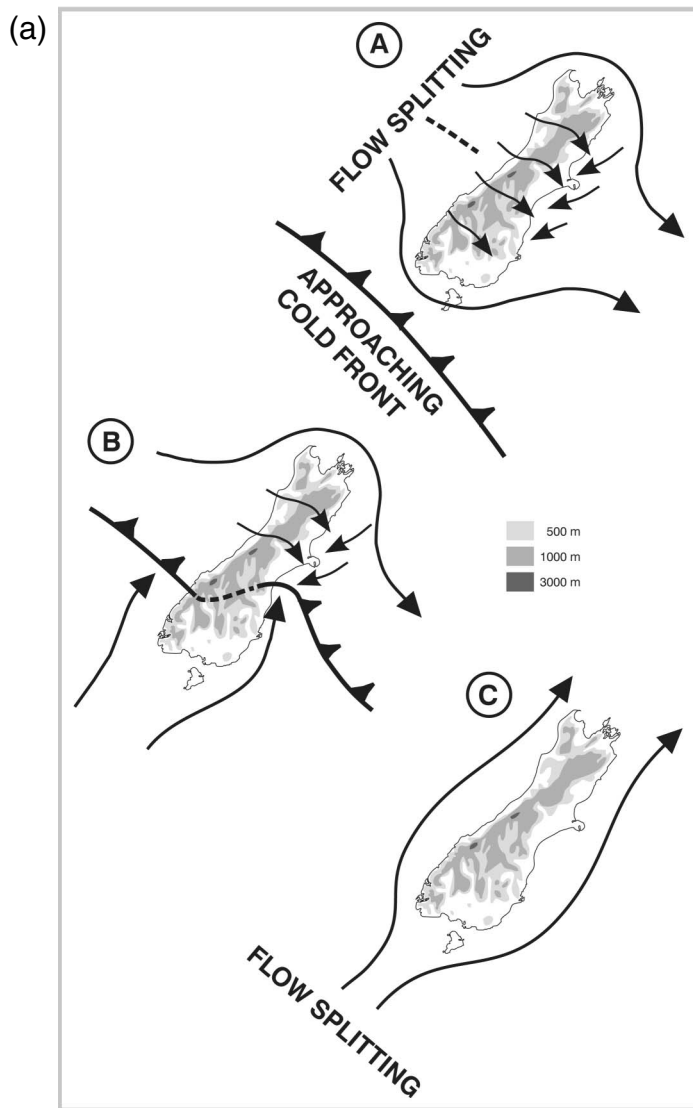 (a)
A
FLOW SPLITTING
APPROACHING
COLD FRONT
B
500 m
1000 m
3000 m
C
FLOW SPLITTING